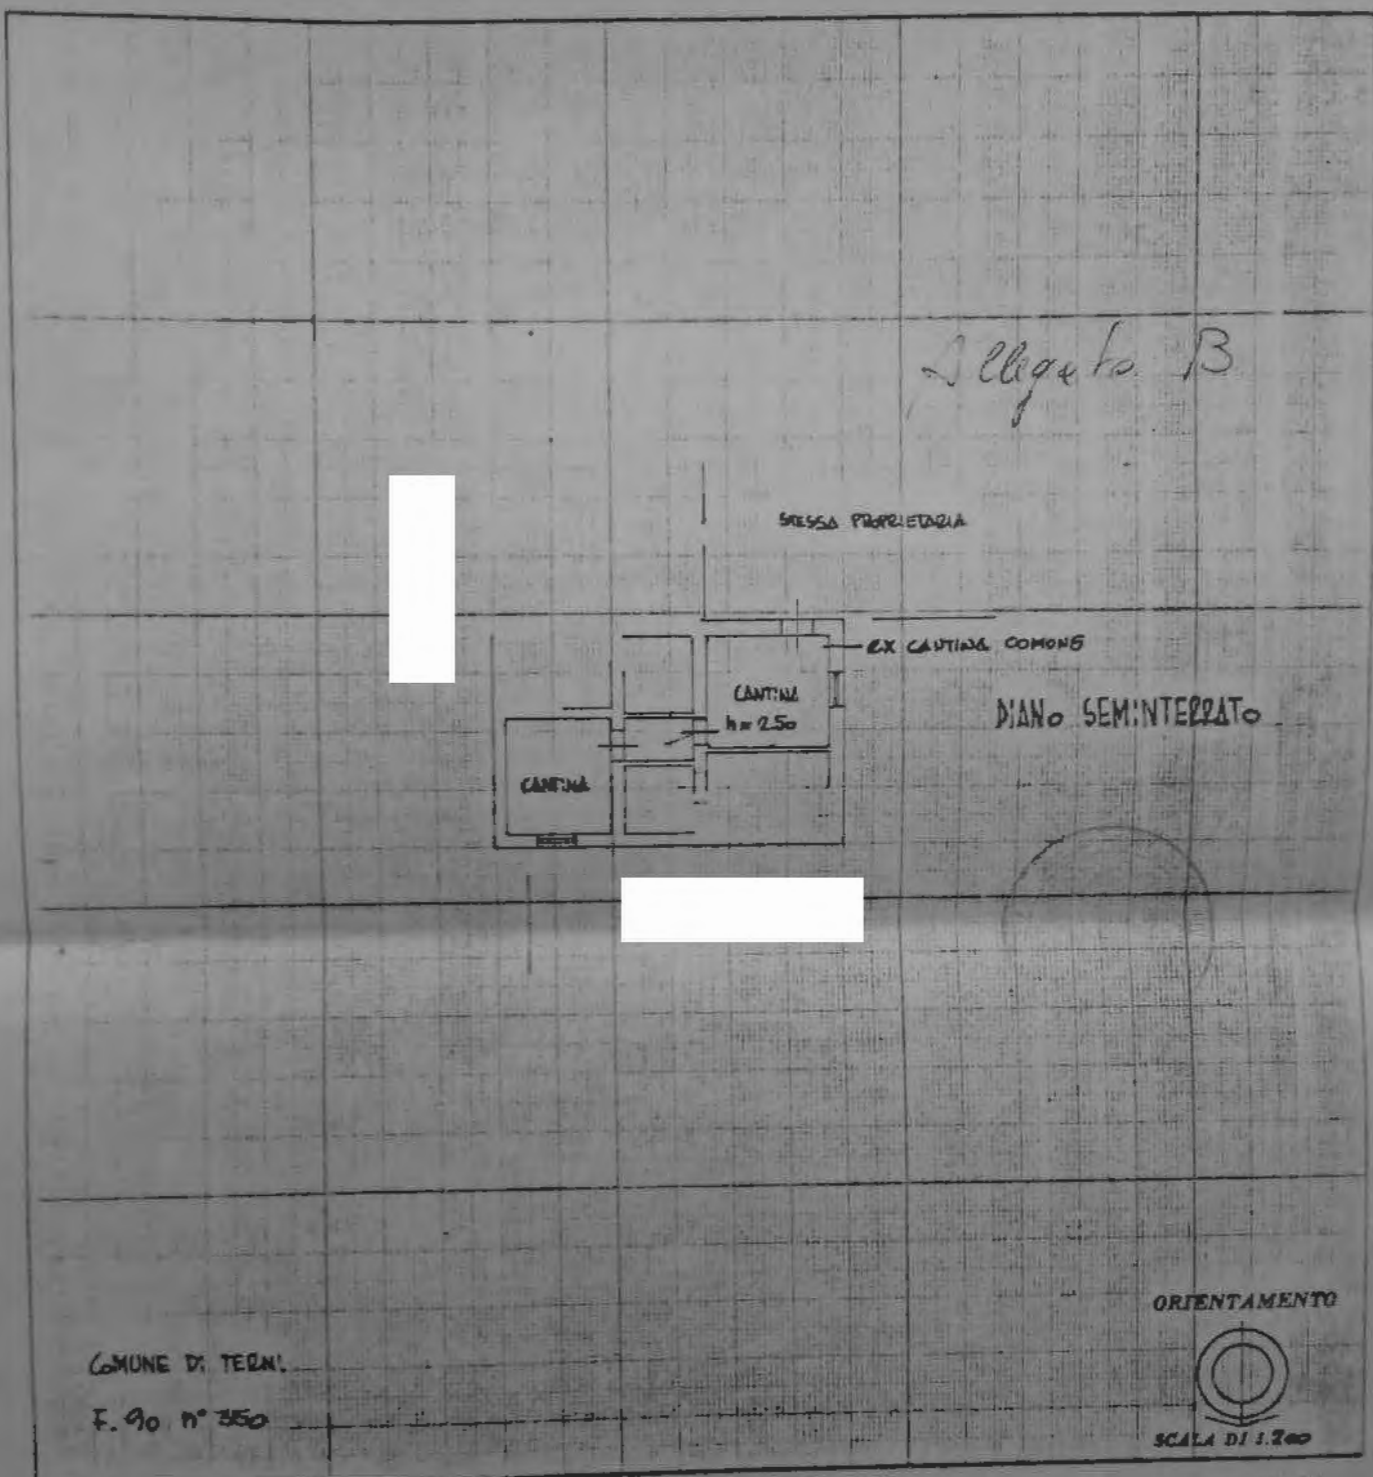 Allegato B
STESSA PROPRIETARIA
EX CANTINA COMUNE
CANTINA
h = 2.50
PIANO SEMINTERRATO
CANTINA
ORIENTAMENTO
COMUNE DI TERNI
F. 90 n° 350
SCALA DI 1.200